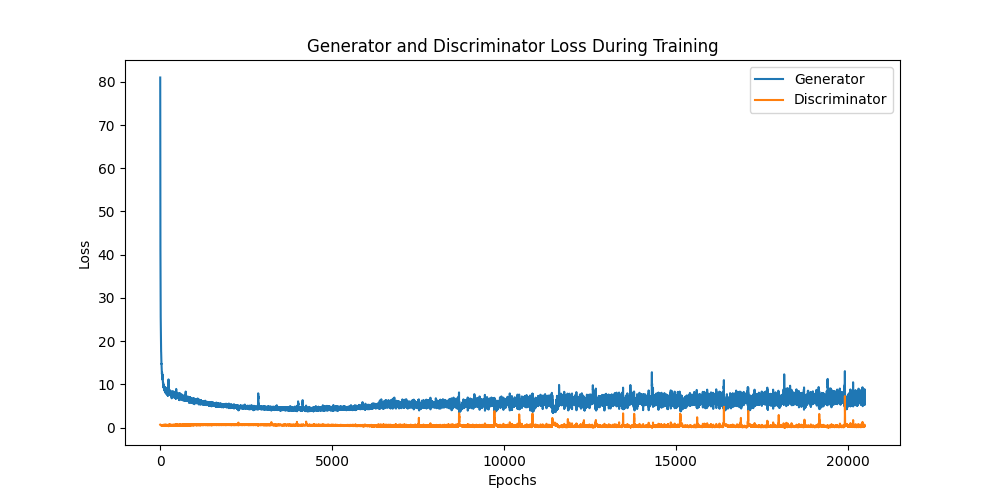 Generator and Discriminator Loss During Training
Generator
Discriminator
Loss
80
70
60
50
40
30
20
10
0
0 5000 10000 15000 20000
Epochs